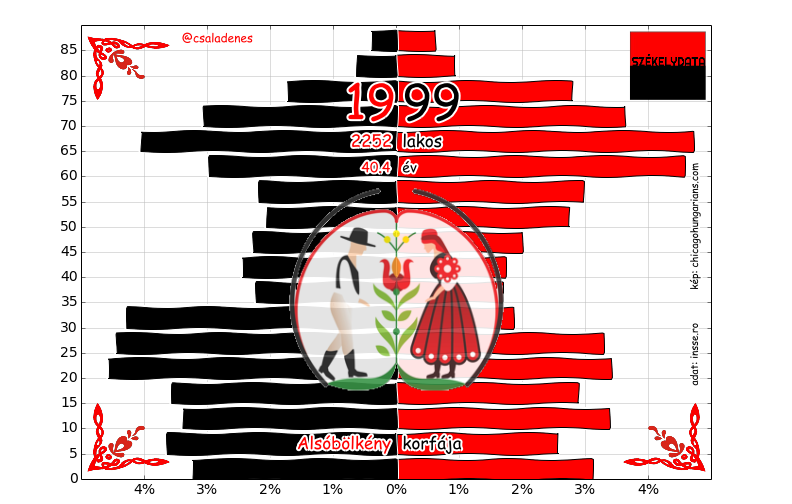 @csaladenes
SZÉKELYDATA
1999
2252 lakos
40.4 év
kép: chicagohungarians.com
adat: insse.ro
Alsóbölkény korfája
85
80
75
70
65
60
55
50
45
40
35
30
25
20
15
10
5
0
4% 3% 2% 1% 0% 1% 2% 3% 4%